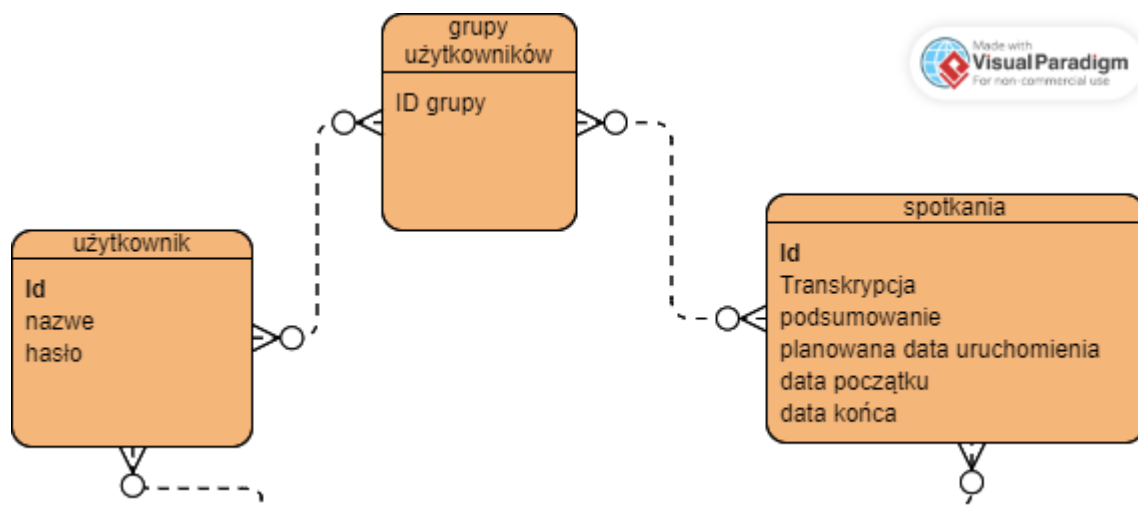 grupy
użytkowników
ID grupy
Made with
Visual Paradigm
For non-commercial use
użytkownik
Id
nazwe
hasło
spotkania
Id
Transkrypcja
podsumowanie
planowana data uruchomienia
data początku
data końca